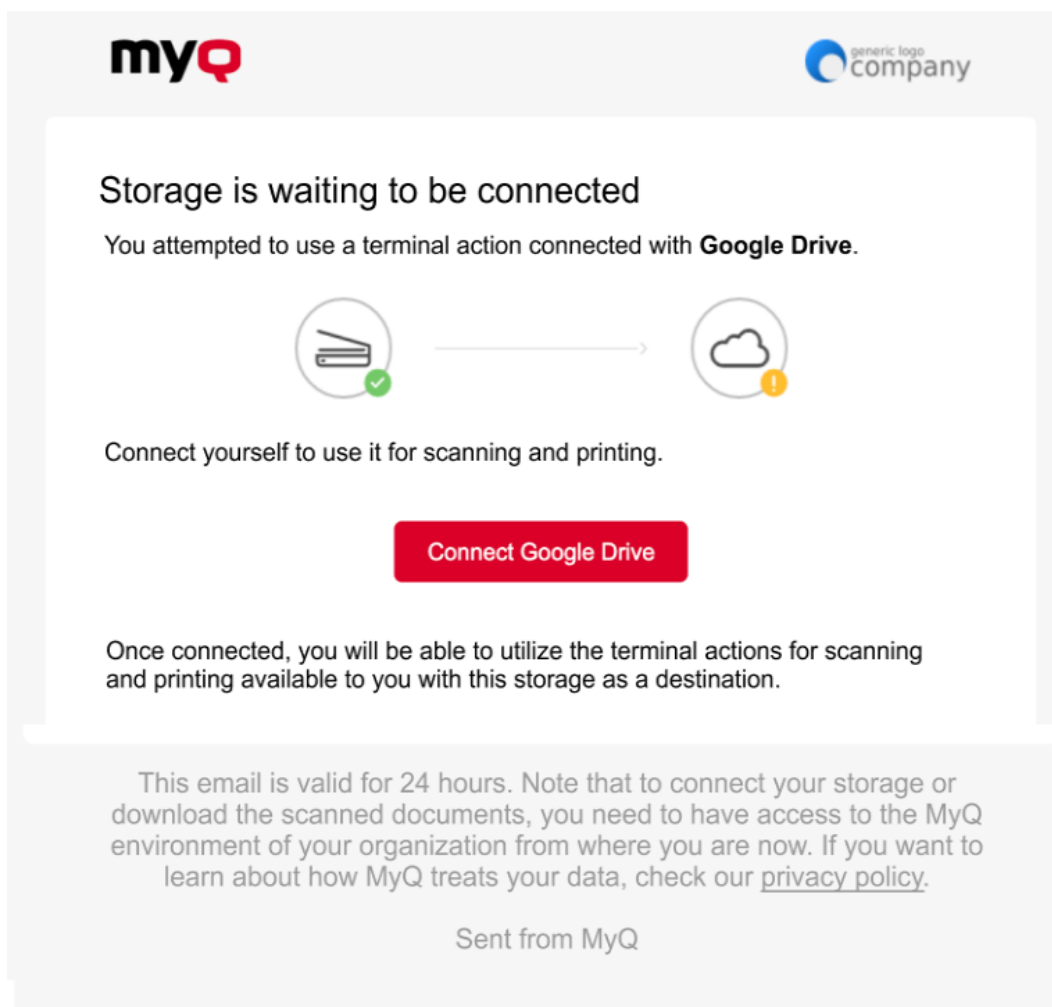 myQ
generic logo
company
Storage is waiting to be connected
You attempted to use a terminal action connected with Google Drive.
Connect yourself to use it for scanning and printing.
Connect Google Drive
Once connected, you will be able to utilize the terminal actions for scanning
and printing available to you with this storage as a destination.
This email is valid for 24 hours. Note that to connect your storage or
download the scanned documents, you need to have access to the MyQ
environment of your organization from where you are now. If you want to
learn about how MyQ treats your data, check our privacy policy.
Sent from MyQ